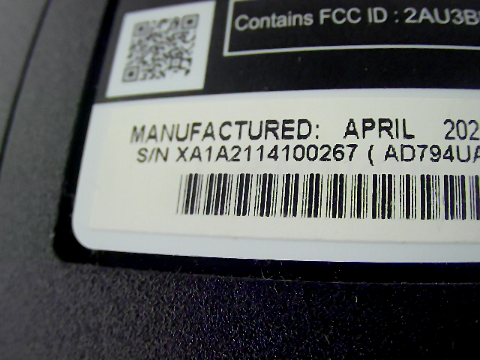 Contains FCC ID : 2AU3B
MANUFACTURED: APRIL 202
S/N XA1A2114100267 ( AD794UA